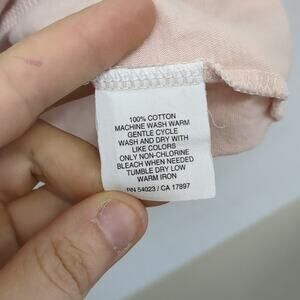 100% COTTON
MACHINE WASH WARM
GENTLE CYCLE
WASH AND DRY WITH
LIKE COLORS
ONLY NON-CHLORINE
BLEACH WHEN NEEDED
TUMBLE DRY LOW
WARM IRON
RN 54023 / CA 17897